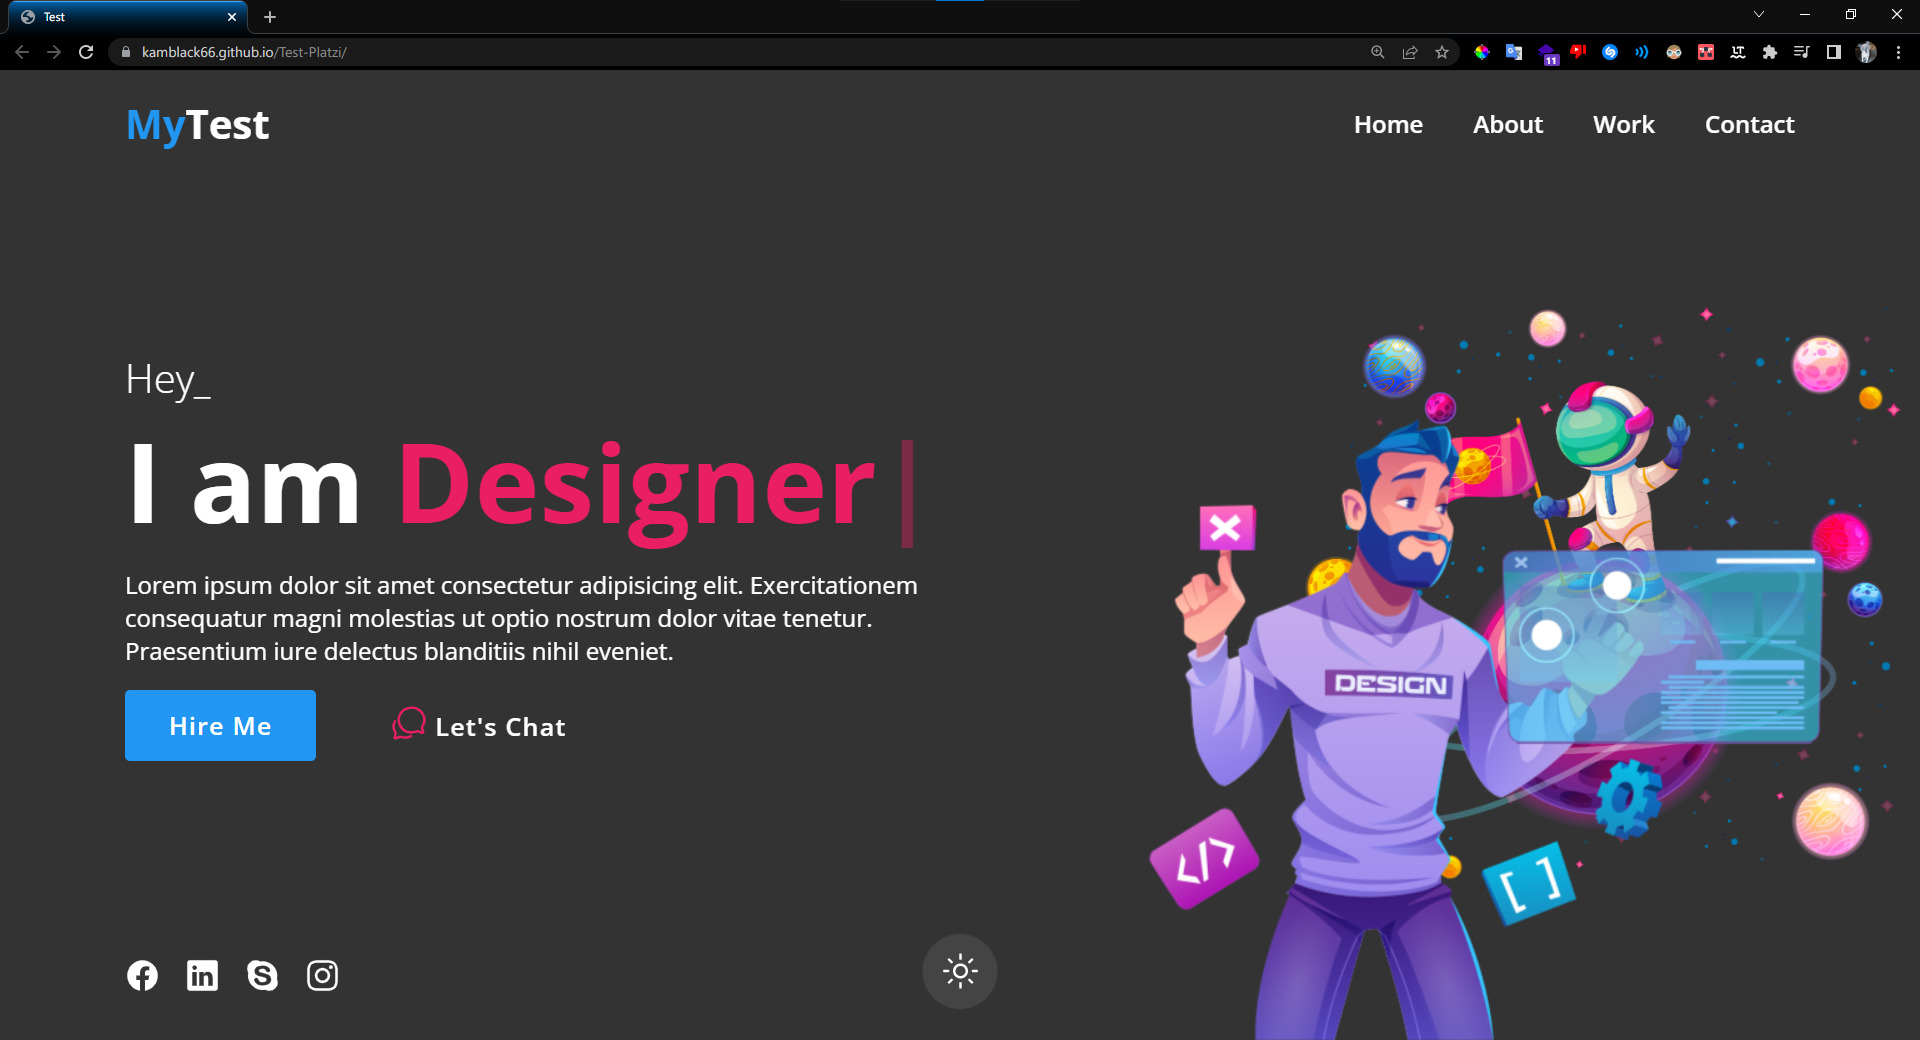 Test
kamblack66.github.io/Test-Platzi/
11
MyTest
Home About Work Contact
Hey_
I am Designer
Lorem ipsum dolor sit amet consectetur adipisicing elit. Exercitationem
consequatur magni molestias ut optio nostrum dolor vitae tenetur.
Praesentium iure delectus blanditiis nihil eveniet.
Hire Me
Let's Chat
DESIGN
</>
[ ]
in